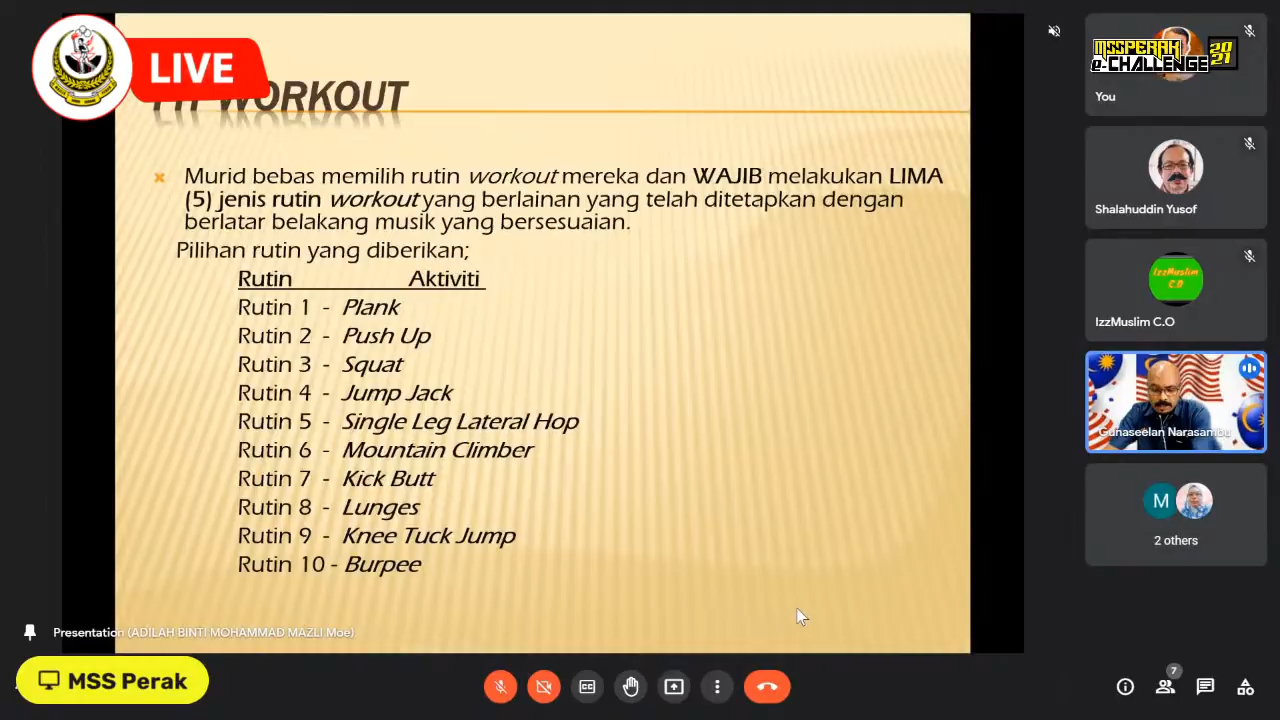 LIVE
WORKOUT
Murid bebas memilih rutin workout mereka dan WAJIB melakukan LIMA
(5) jenis rutin workout yang berlainan yang telah ditetapkan dengan
berlatar belakang musik yang bersesuaian.
Pilihan rutin yang diberikan;
Rutin Aktiviti
Rutin 1 - Plank
Rutin 2 - Push Up
Rutin 3 - Squat
Rutin 4 - Jump Jack
Rutin 5 - Single Leg Lateral Hop
Rutin 6 - Mountain Climber
Rutin 7 - Kick Butt
Rutin 8 - Lunges
Rutin 9 - Knee Tuck Jump
Rutin 10 - Burpee
Presentation (ADILAH BINTI MOHAMMAD MAZLI Moe)
MSS Perak
MSSPERAK
e-CHALLENGE
2021
You
Shalahuddin Yusof
IzzMuslim
C.O
IzzMuslim C.O
Gunaseelan Narasambu
M
2 others
7